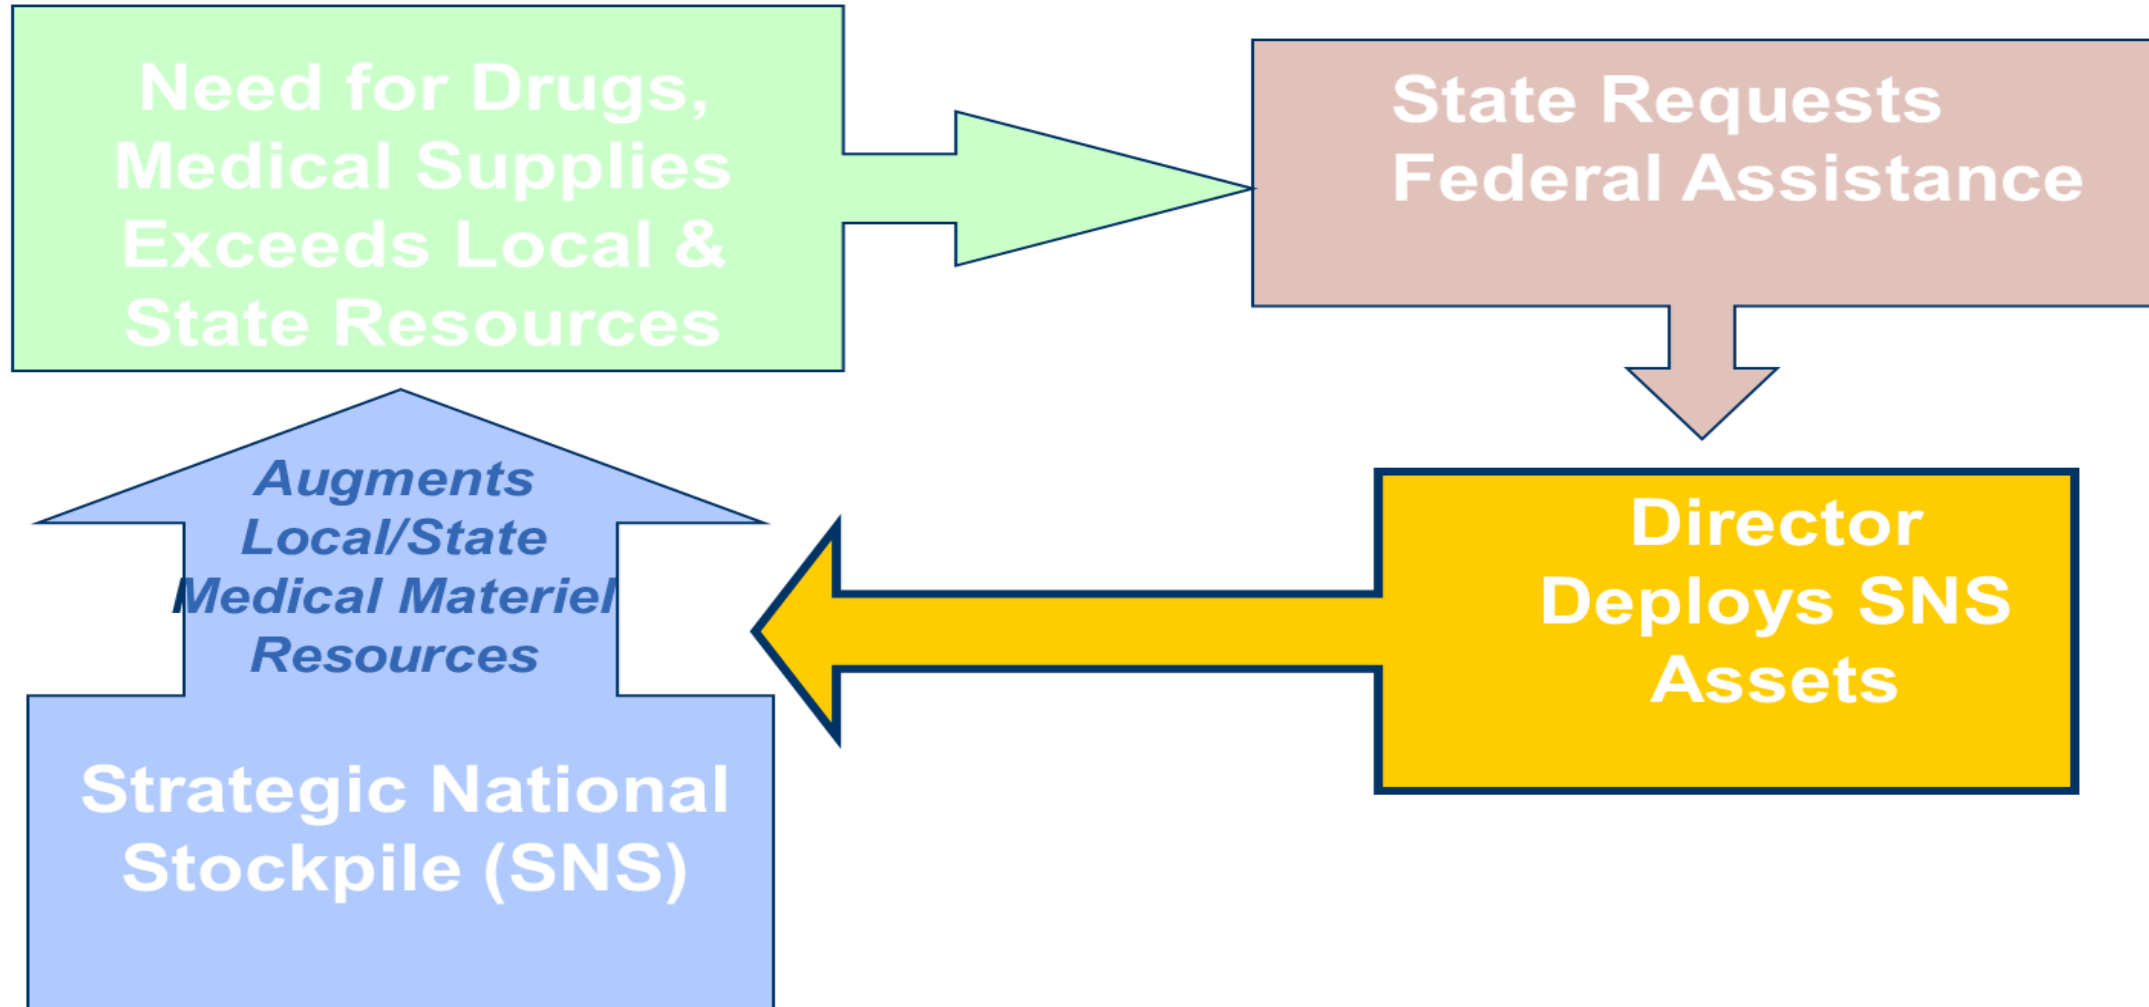 Need for Drugs,
Medical Supplies
Exceeds Local &
State Resources
State Requests
Federal Assistance
Director
Deploys SNS
Assets
Augments
Local/State
Medical Materiel
Resources
Strategic National
Stockpile (SNS)